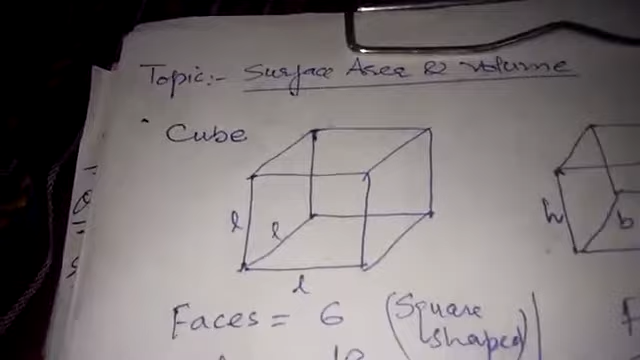 Topic:- Surface Area & Volume
Cube
l
l
l
h
b
Faces = 6 (Square shaped)